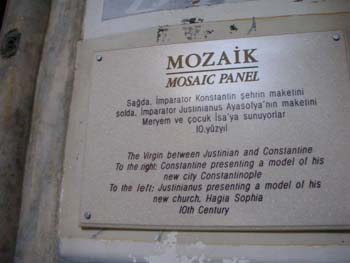 MOZAİK
MOSAIC PANEL
Sağda, İmparator Konstantin şehrin maketini
solda, İmparator Justinianus Ayasolya'nın maketini
Meryem ve çocuk İsa'ya sunuyorlar
10.yüzyıl
The Virgin between Justinian and Constantine
To the right: Constantine presenting a model of his
new city Constantinople
To the left: Justinianus presenting a model of his
new church, Hagia Sophia
10th Century